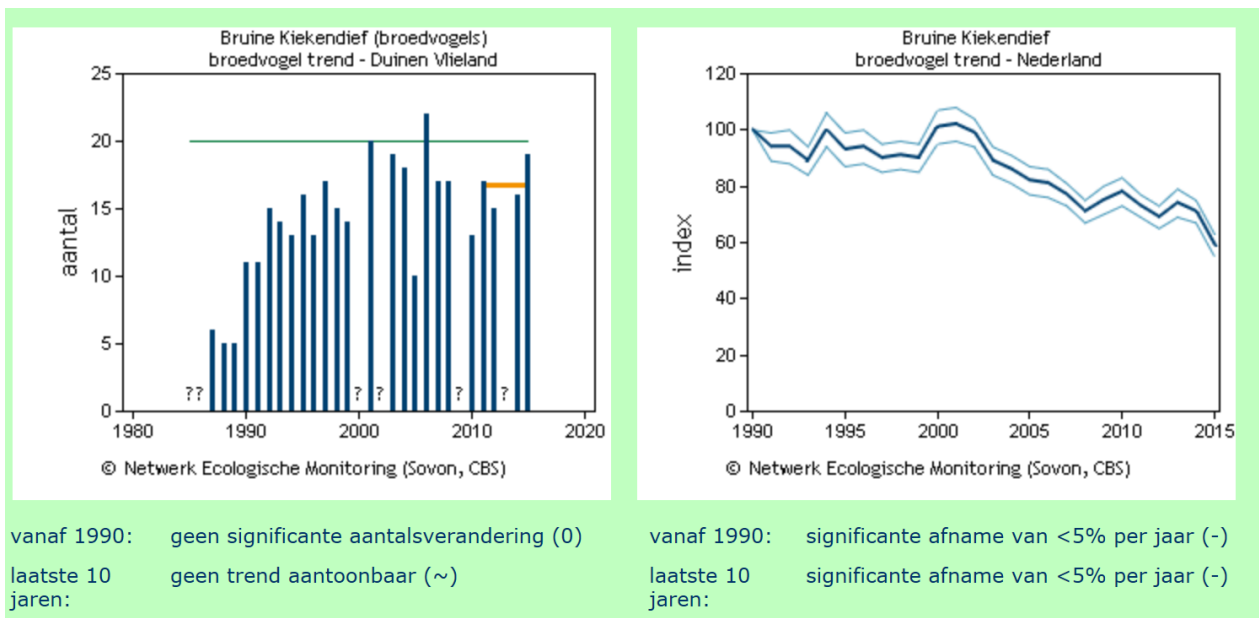 Bruine Kiekendief (broedvogels)
broedvogel trend - Duinen Vlieland
25
20
15
10
5
0
aantal
?? ? ? ? ?
1980 1990 2000 2010 2020
© Netwerk Ecologische Monitoring (Sovon, CBS)
vanaf 1990: geen significante aantalsverandering (0)
laatste 10 geen trend aantoonbaar (~)
jaren:
Bruine Kiekendief
broedvogel trend - Nederland
120
100
80
60
40
20
0
index
1990 1995 2000 2005 2010 2015
© Netwerk Ecologische Monitoring (Sovon, CBS)
vanaf 1990: significante afname van <5% per jaar (-)
laatste 10 significante afname van <5% per jaar (-)
jaren: